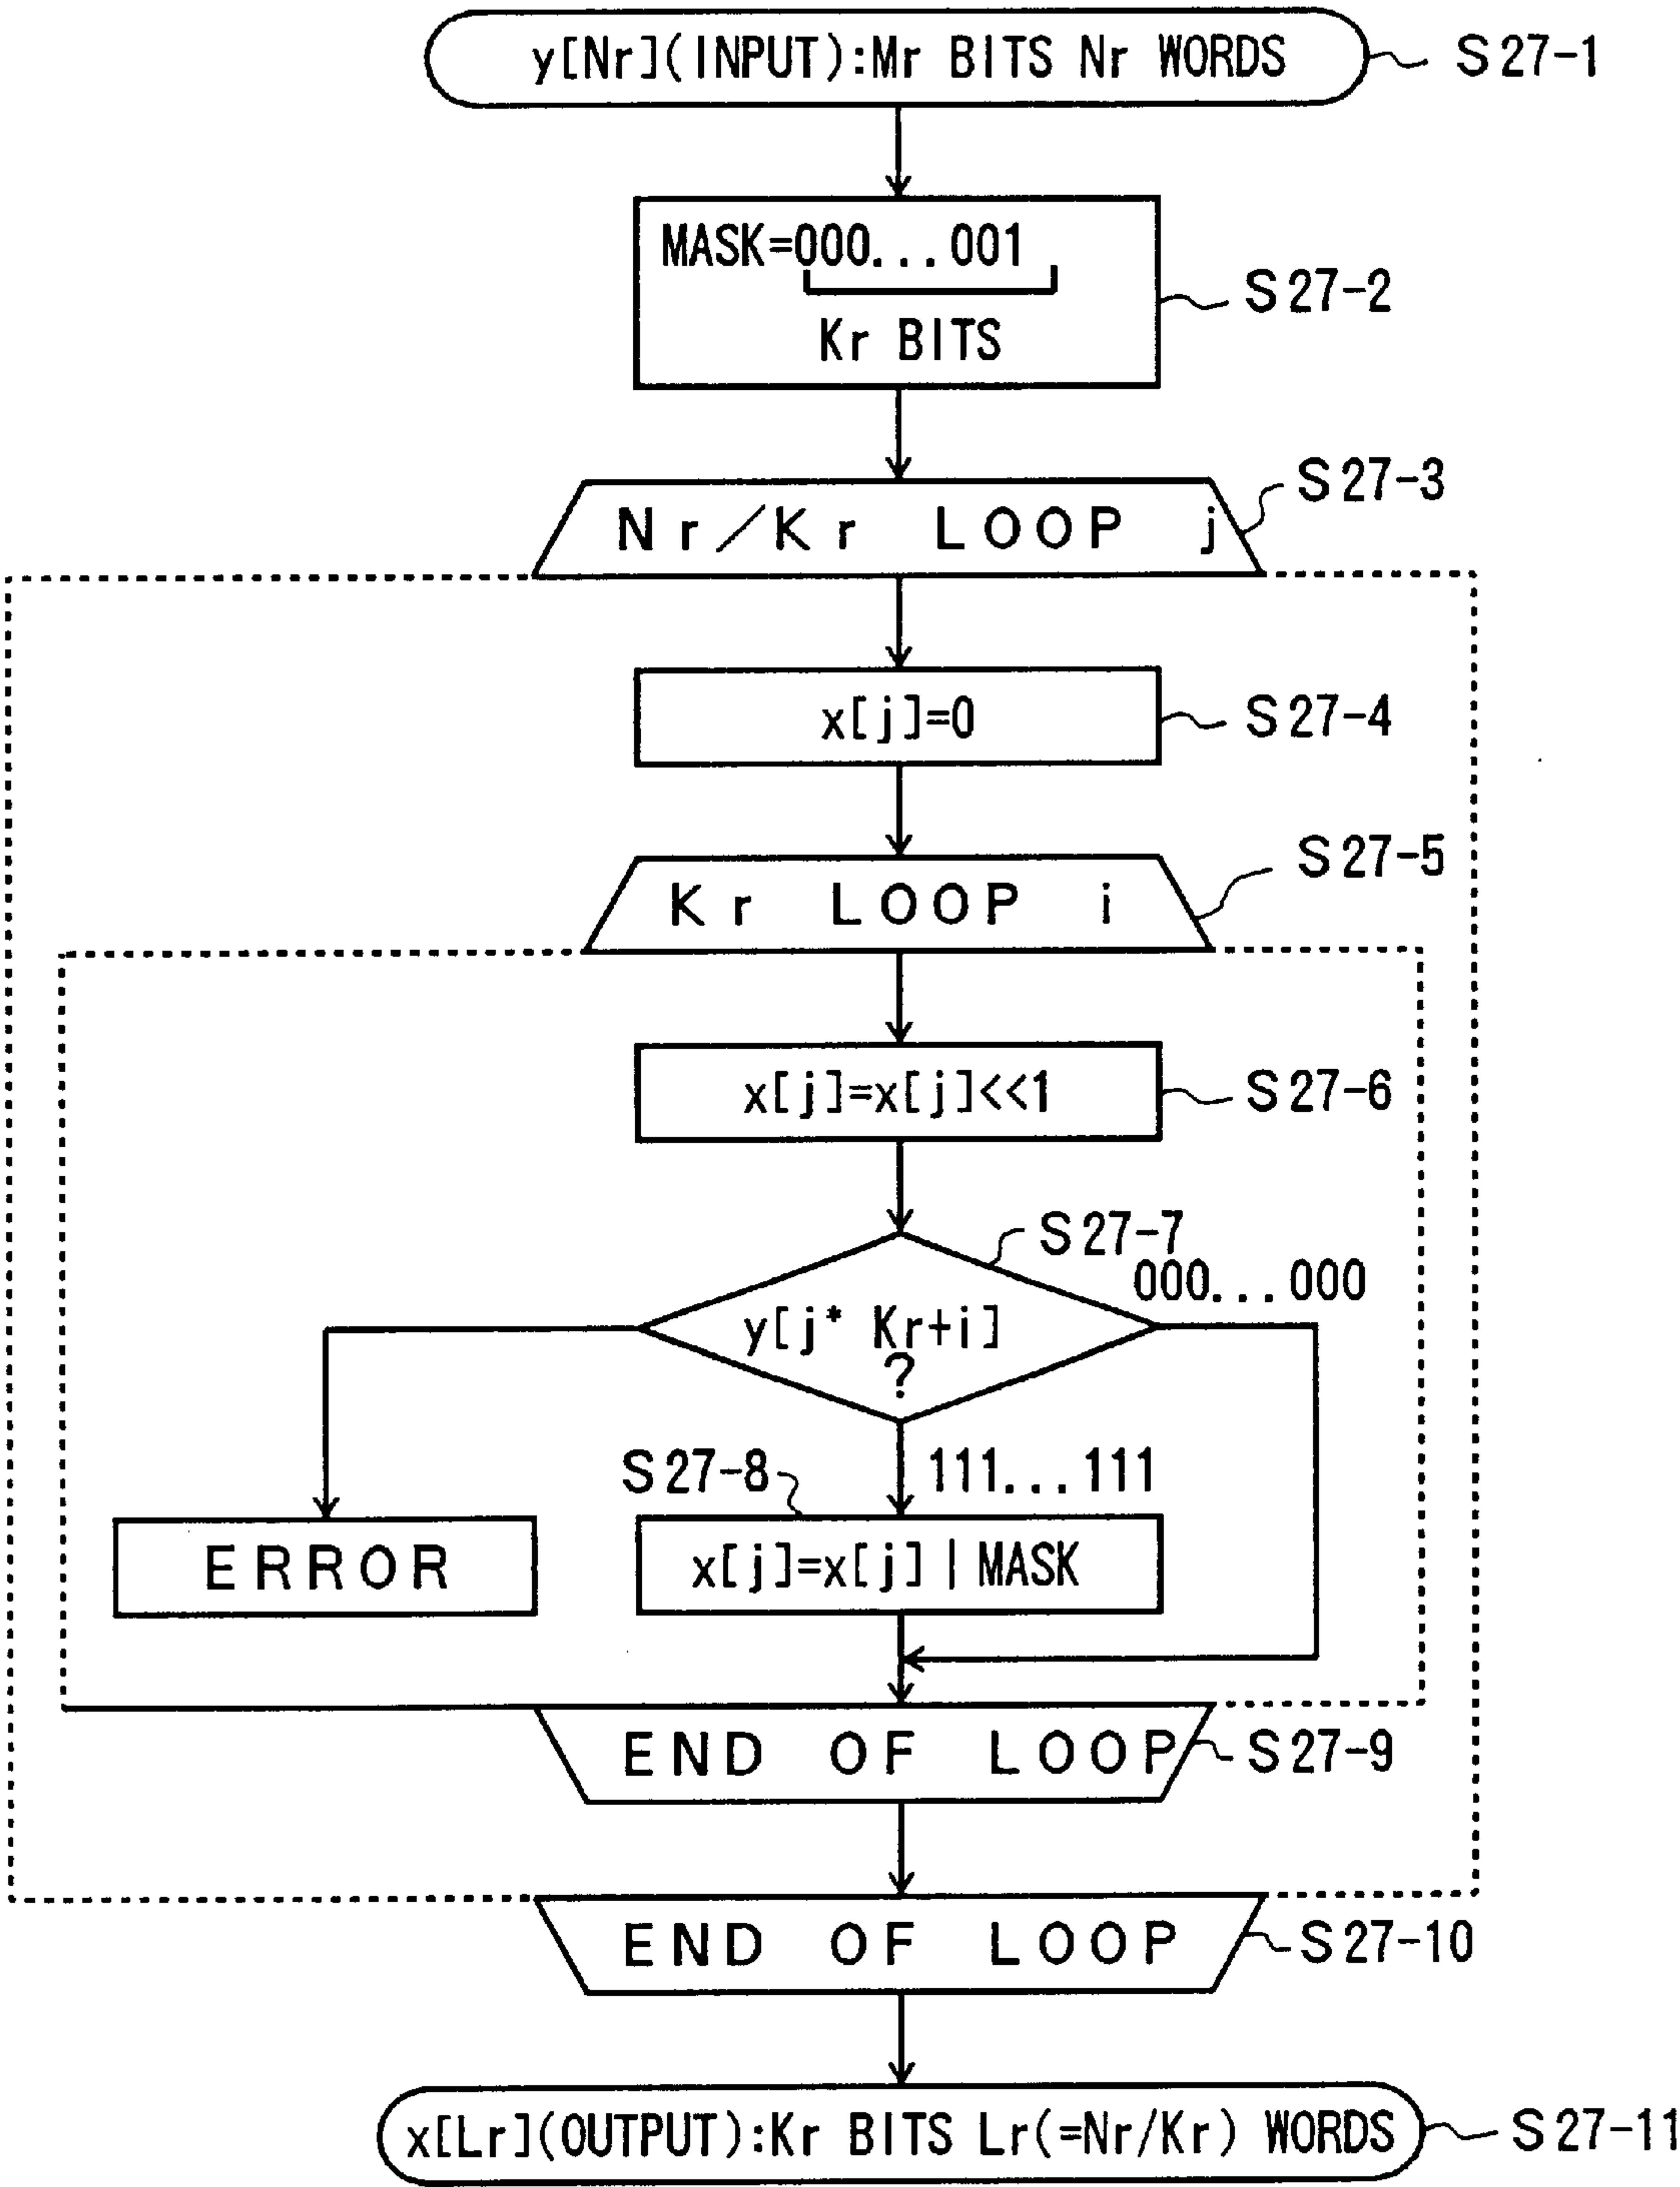 y[Nr](INPUT):Mr BITS Nr WORDS
S27-1
MASK=000...001
Kr BITS
S27-2
Nr/Kr LOOP j
S27-3
x[j]=0
S27-4
Kr LOOP i
S27-5
x[j]=x[j]<<1
S27-6
S27-7
000...000
y[j* Kr+i]
?
S27-8
111...111
ERROR
x[j]=x[j]|MASK
END OF LOOP
S27-9
END OF LOOP
S27-10
x[Lr](OUTPUT):Kr BITS Lr(=Nr/Kr) WORDS
S27-11